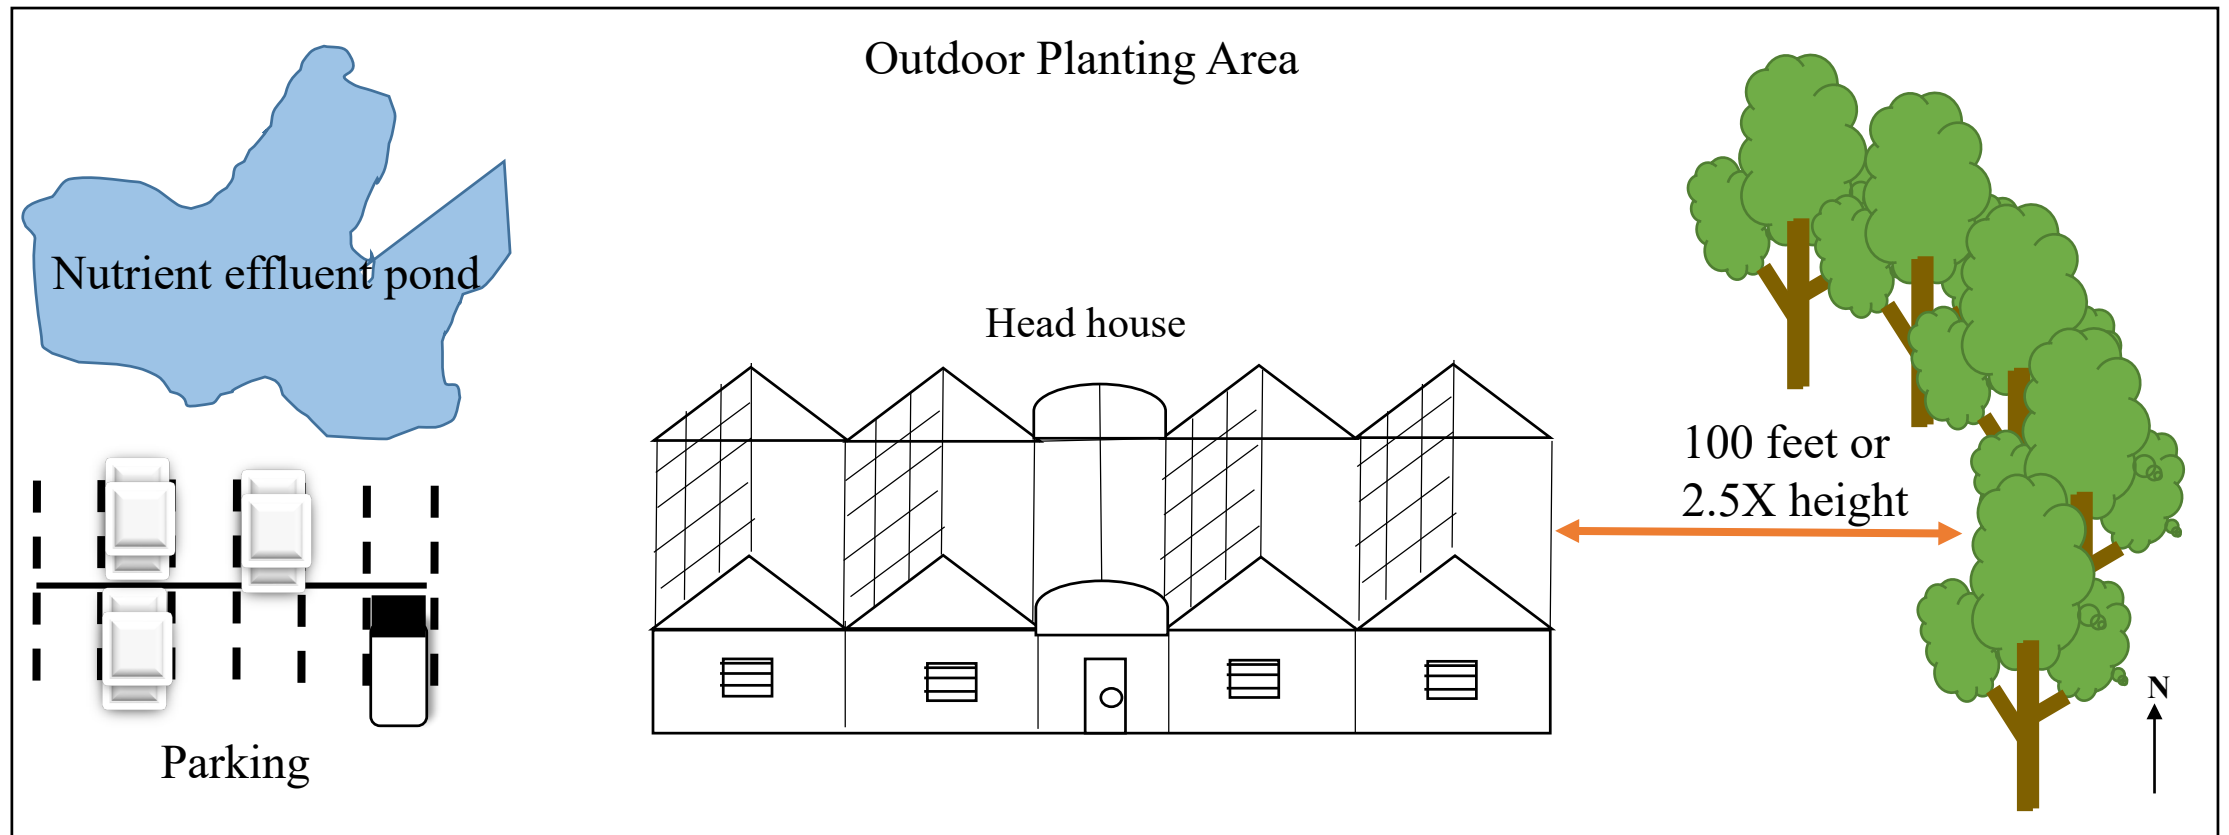 Outdoor Planting Area
Nutrient effluent pond
Head house
100 feet or
2.5X height
N
Parking